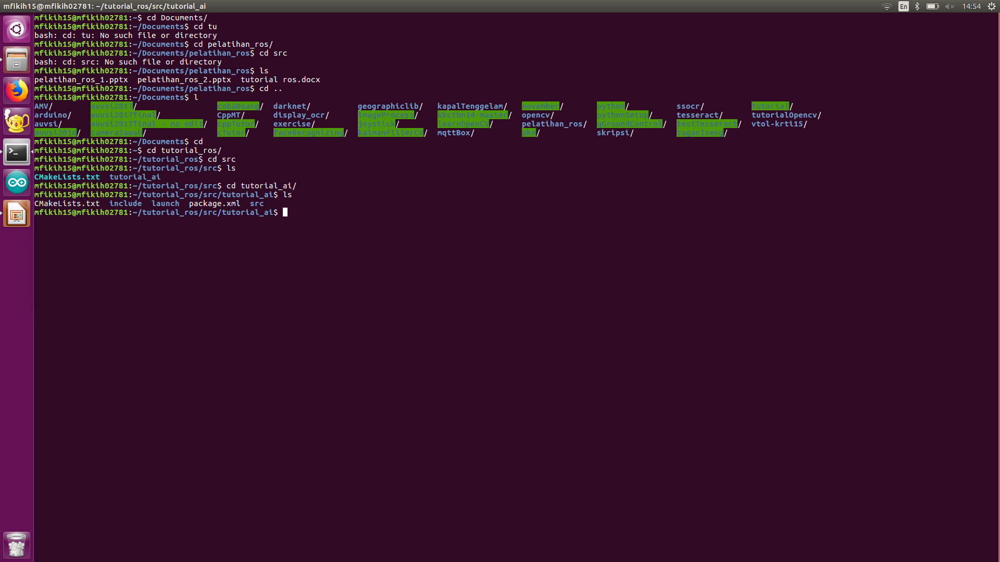 mfikih15@mfikih02781: ~/tutorial_ros/src/tutorial_ai En 14:54
mfikih15@mfikih02781:~$ cd Documents/
mfikih15@mfikih02781:~/Documents$ cd tu
bash: cd: tu: No such file or directory
mfikih15@mfikih02781:~/Documents$ cd pelatihan_ros/
mfikih15@mfikih02781:~/Documents/pelatihan_ros$ cd src
bash: cd: src: No such file or directory
mfikih15@mfikih02781:~/Documents/pelatihan_ros$ ls
pelatihan_ros_1.pptx  pelatihan_ros_2.pptx  tutorial ros.docx
mfikih15@mfikih02781:~/Documents/pelatihan_ros$ cd ..
mfikih15@mfikih02781:~/Documents$ l
AMV/ auvsi2017/ cobaDoang/ darknet/ geographiclib/ kapalTenggelam/ november/ python/ ssocr/ tutorial/
arduino/ auvsi2017final/ CppMT/ display_ocr/ imageProcess/ kkctbn14-master/ opencv/ pythonSetup/ tesseract/ tutorialOpencv/
auvsi/ auvsi2017final - no edit/ cppTutor/ exercise/ joystick/ learnOpenCV/ pelatihan_ros/ qGroundControl/ testTesseract/ vtol-krti15/
auvsi2016/ cameraSawah/ cTutor/ faceRecognizing/ kalmanFilterCV/ mqttBox/ pkm/ skripsi/ tugasIseng/
mfikih15@mfikih02781:~/Documents$ cd
mfikih15@mfikih02781:~$ cd tutorial_ros/
mfikih15@mfikih02781:~/tutorial_ros$ cd src
mfikih15@mfikih02781:~/tutorial_ros/src$ ls
CMakeLists.txt  tutorial_ai
mfikih15@mfikih02781:~/tutorial_ros/src$ cd tutorial_ai/
mfikih15@mfikih02781:~/tutorial_ros/src/tutorial_ai$ ls
CMakeLists.txt  include  launch  package.xml  src
mfikih15@mfikih02781:~/tutorial_ros/src/tutorial_ai$